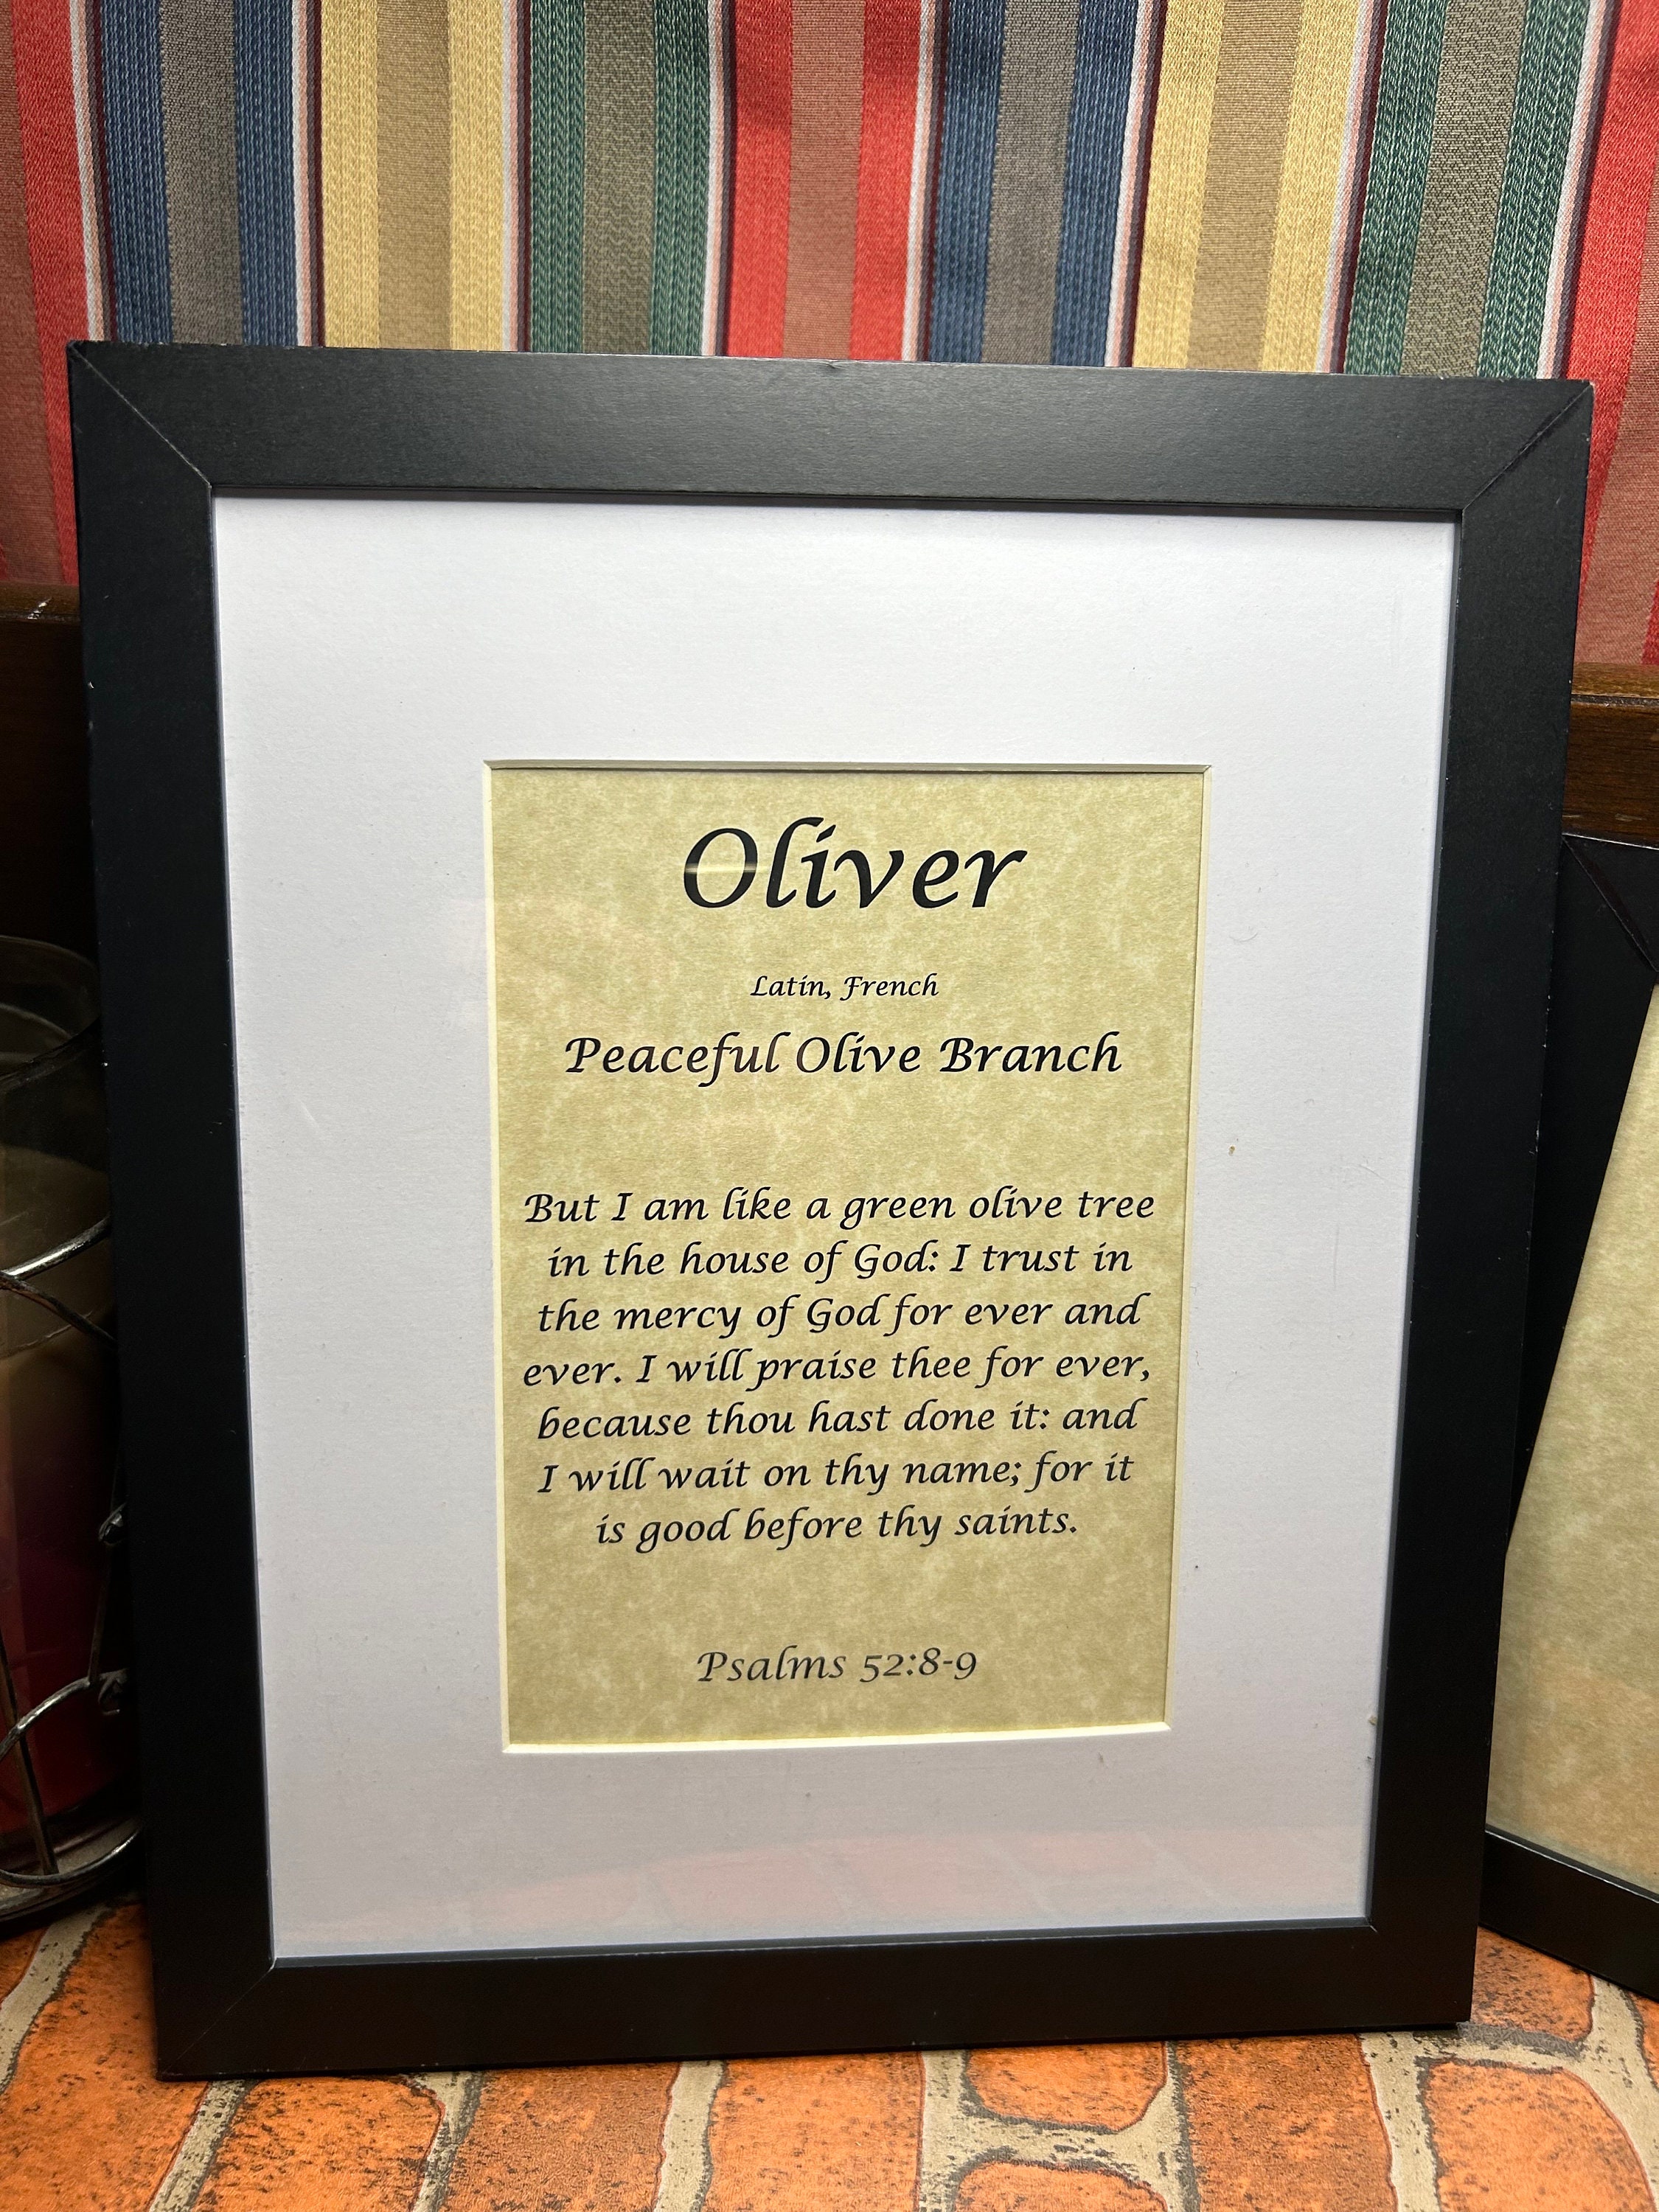 Oliver
Latin, French
Peaceful Olive Branch
But I am like a green olive tree
in the house of God: I trust in
the mercy of God for ever and
ever. I will praise thee for ever,
because thou hast done it: and
I will wait on thy name; for it
is good before thy saints.
Psalms 52:8-9